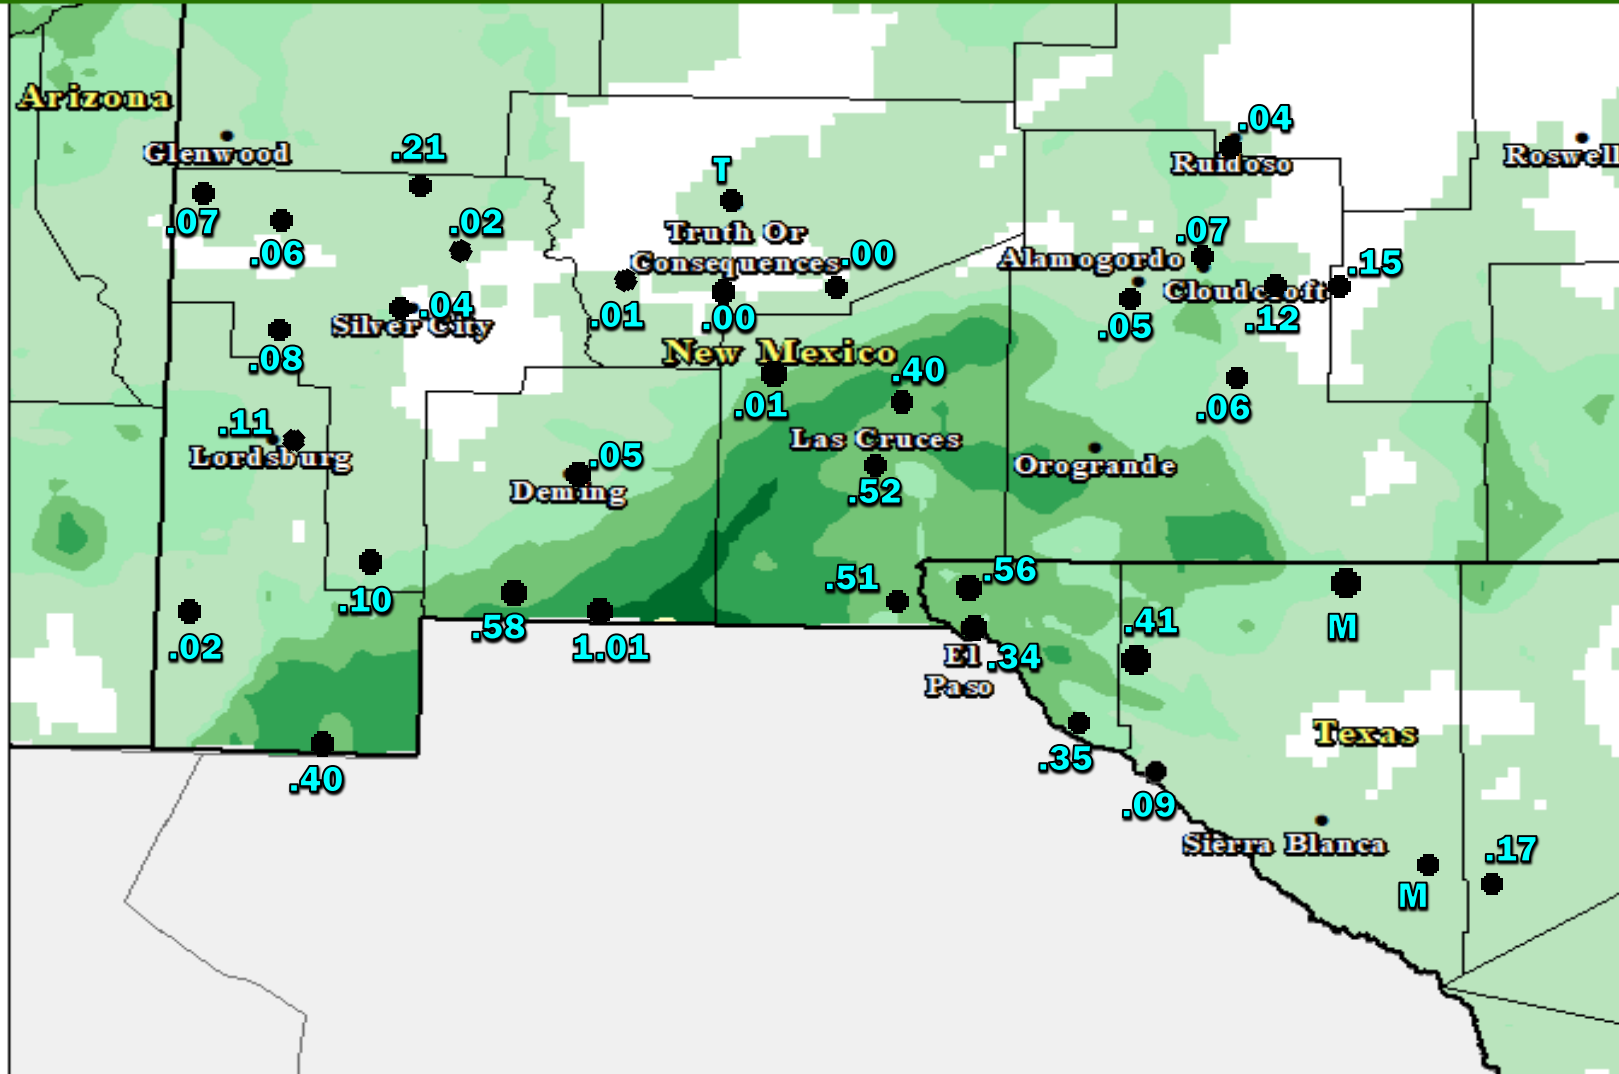 Arizona
Glenwood
.21
.04
Ruidoso
Roswell
T
.07
.06
.02
Truth Or
Consequences
.00
.07
Alamogordo
Cloudcroft
.15
.04
Silver City
.01
.00
.05
.12
.08
New Mexico
.40
.01
.06
.11
Lordsburg
Las Cruces
.05
Deming
.52
Orogrande
.10
.58
1.01
.51
.56
M
.02
El
Paso
.34
.41
.40
.35
.09
Texas
Sierra Blanca
.17
M